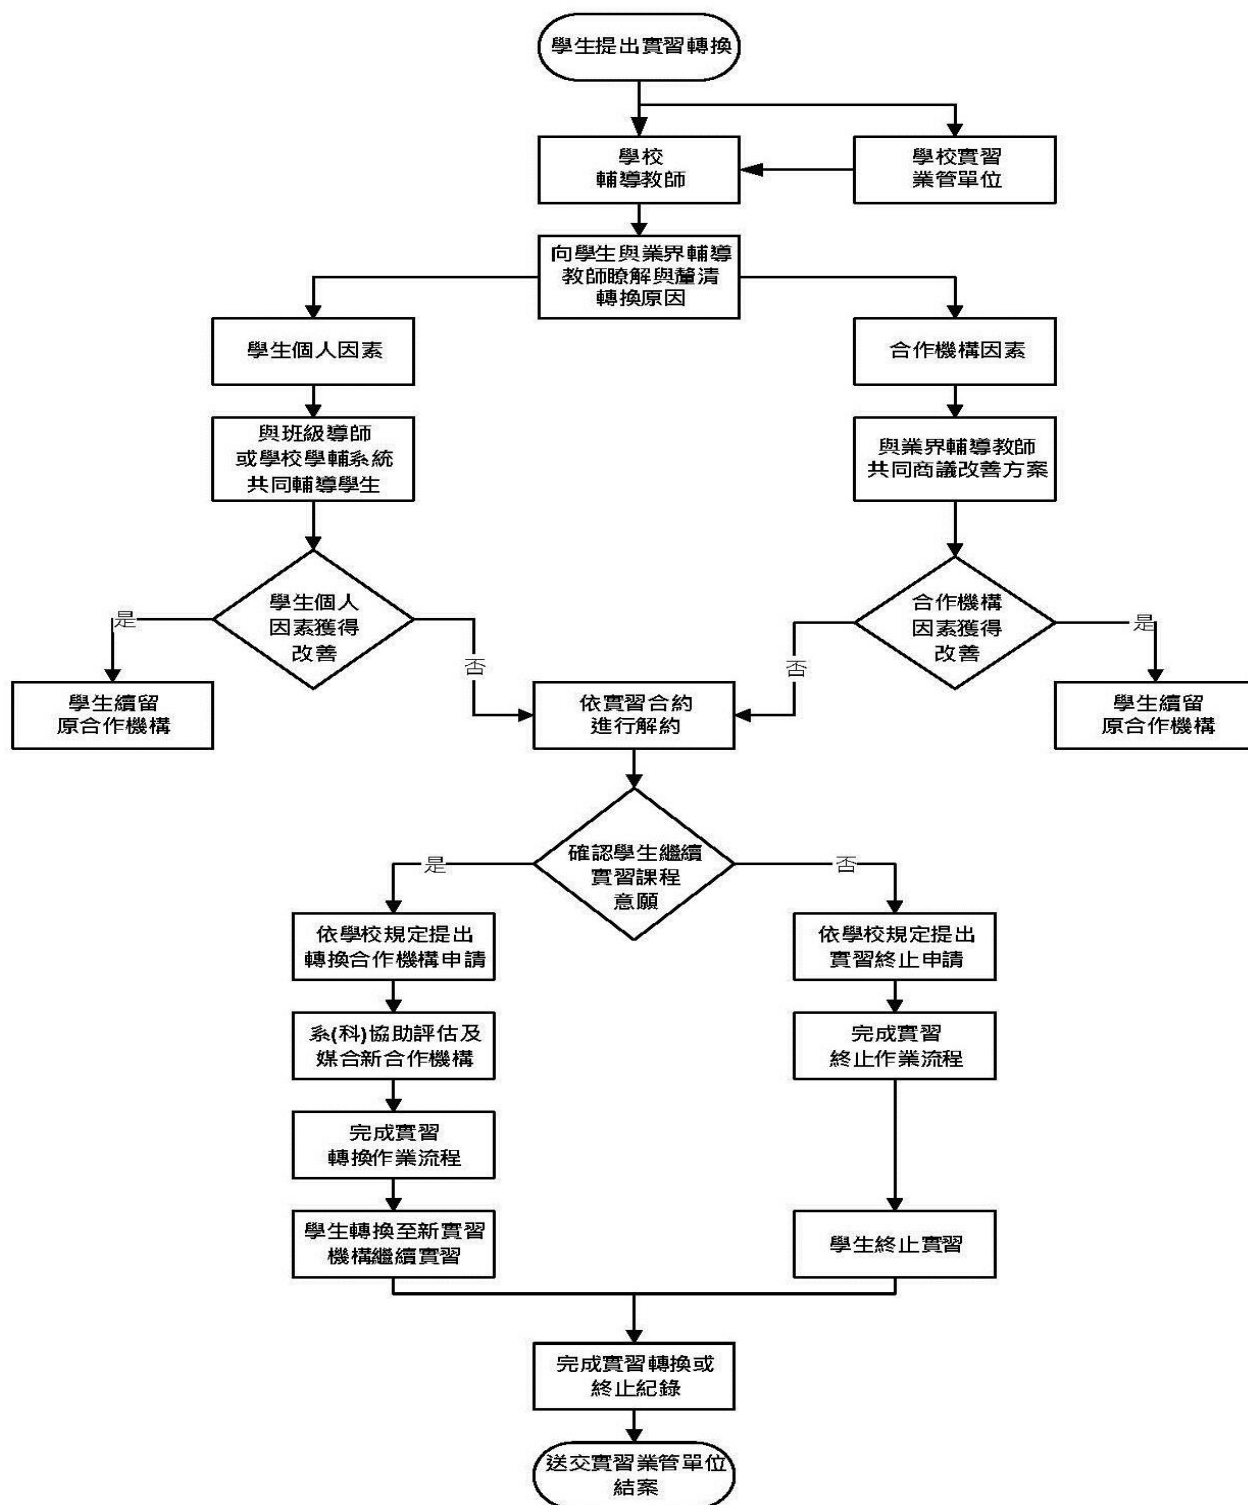 學生提出實習轉換
學校
輔導教師
學校實習
業管單位
向學生與業界輔導
教師瞭解與釐清
轉換原因
學生個人因素
合作機構因素
與班級導師
或學校學輔系統
共同輔導學生
與業界輔導教師
共同商議改善方案
學生個人
因素獲得
改善
合作機構
因素獲得
改善
是
否
否
是
學生續留
原合作機構
依實習合約
進行解約
學生續留
原合作機構
確認學生繼續
實習課程
意願
是
否
依學校規定提出
轉換合作機構申請
依學校規定提出
實習終止申請
系(科)協助評估及
媒合新合作機構
完成實習
終止作業流程
完成實習
轉換作業流程
學生轉換至新實習
機構繼續實習
學生終止實習
完成實習轉換或
終止紀錄
送交實習業管單位
結案